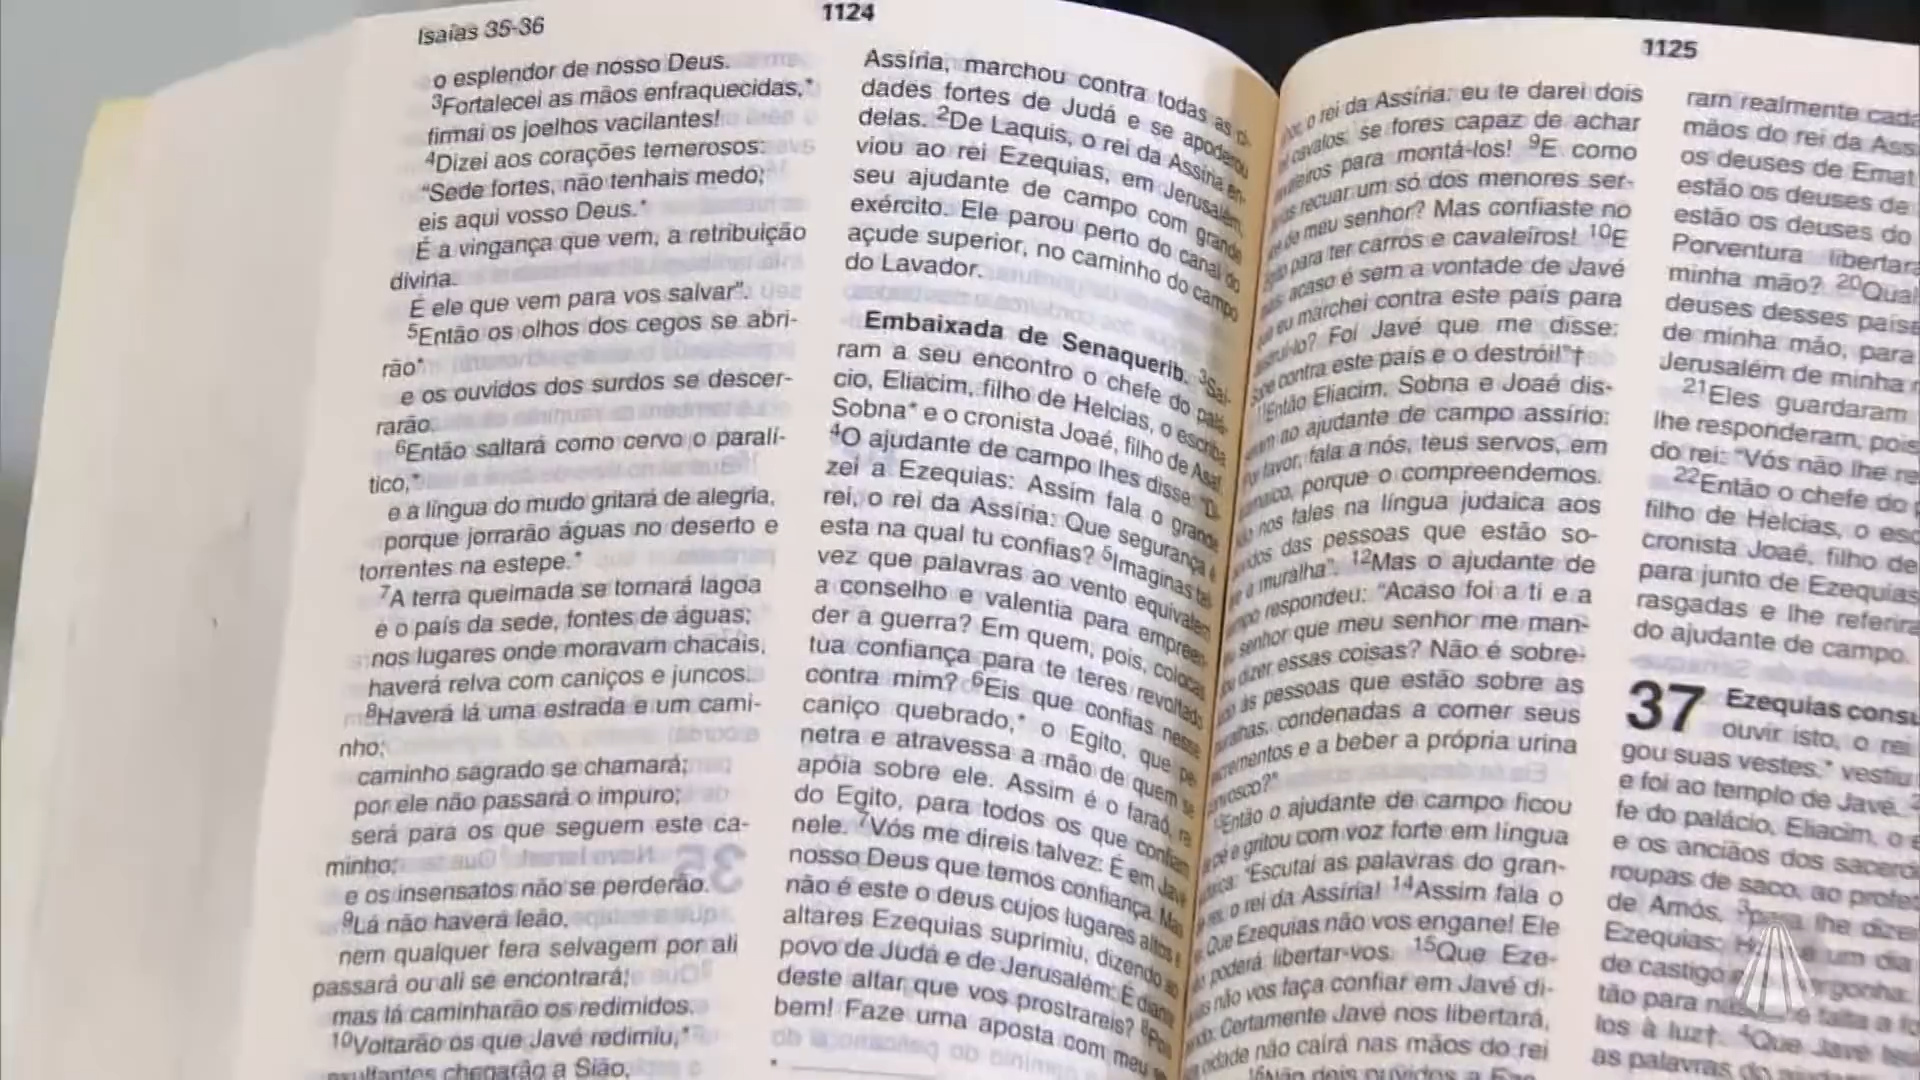 Isaías 35-36
1124
o esplendor de nosso Deus.
3Fortalecei as mãos enfraquecidas,*
firmai os joelhos vacilantes!
4Dizei aos corações temerosos:
“Sede fortes, não tenhais medo;
eis aqui vosso Deus.*
É a vingança que vem, a retribuição
divina.
É ele que vem para vos salvar”.
5Então os olhos dos cegos se abri-
rão*
e os ouvidos dos surdos se descer-
rarão.
6Então saltará como cervo o paralí-
tico,*
e a língua do mudo gritará de alegria,
porque jorrarão águas no deserto e
torrentes na estepe.*
7A terra queimada se tornará lagoa
e o país da sede, fontes de águas;
nos lugares onde moravam chacais,
haverá relva com caniços e juncos.
8Haverá lá uma estrada e um cami-
nho;
caminho sagrado se chamará;
por ele não passará o impuro;
será para os que seguem este ca-
minho;
e os insensatos não se perderão.
9Lá não haverá leão,
nem qualquer fera selvagem por ali
passará ou ali se encontrará;
mas lá caminharão os redimidos.
10Voltarão os que Javé redimiu,*
exultantes chegarão a Sião,
Assíria, marchou contra todas as ci-
dades fortes de Judá e se apoderou
delas. 2De Laquis, o rei da Assíria en-
viou ao rei Ezequias, em Jerusalém,
seu ajudante de campo com grande
exército. Ele parou perto do canal do
açude superior, no caminho do campo
do Lavador.
Embaixada de Senaquerib. 3Saí-
ram a seu encontro o chefe do palá-
cio, Eliacim, filho de Helcias, o escriba
Sobna* e o cronista Joaé, filho de Asaf.
4O ajudante de campo lhes disse: “Di-
zei a Ezequias: Assim fala o grande
rei, o rei da Assíria: Que segurança é
esta na qual tu confias? 5Imaginas tal-
vez que palavras ao vento equivalem
a conselho e valentia para empreen-
der a guerra? Em quem, pois, colocas
tua confiança para te teres revoltado
contra mim? 6Eis que confias nesse
caniço quebrado,* o Egito, que pe-
netra e atravessa a mão de quem se
apóia sobre ele. Assim é o faraó, rei
do Egito, para todos os que confiam
nele. 7Vós me direis talvez: É em Javé
nosso Deus que temos confiança. Mas
não é este o deus cujos lugares altos e
altares Ezequias suprimiu, dizendo ao
povo de Judá e de Jerusalém: É diante
deste altar que vos prostrareis? 8Pois
bem! Faze uma aposta com meu
1125
o rei da Assíria: eu te darei dois
cavalos, se fores capaz de achar
para montá-los! 9E como
recuar um só dos menores ser-
de meu senhor? Mas confiaste no
para ter carros e cavaleiros! 10E
acaso é sem a vontade de Javé
que eu marchei contra este país para
Foi Javé que me disse:
contra este país e o destrói!”†
11Então Eliacim, Sobna e Joaé dis-
ao ajudante de campo assírio:
favor, fala a nós, teus servos, em
porque o compreendemos.
nos fales na língua judaica aos
das pessoas que estão so-
a muralha”. 12Mas o ajudante de
respondeu: “Acaso foi a ti e a
senhor que meu senhor me man-
dizer essas coisas? Não é sobre-
às pessoas que estão sobre as
condenadas a comer seus
excrementos e a beber a própria urina
convosco?”
Então o ajudante de campo ficou
e gritou com voz forte em língua
“Escutai as palavras do gran-
rei, o rei da Assíria! 14Assim fala o
Que Ezequias não vos engane! Ele
poderá libertar-vos. 15Que Eze-
não vos faça confiar em Javé di-
Certamente Javé nos libertará,
não cairá nas mãos do rei
ram realmente
mãos do rei da
os deuses de Emat
estão os deuses de
estão os deuses do
Porventura
minha mão? 20Qual
deuses desses
de minha mão, para
Jerusalém de minha
21Eles guardaram
lhe responderam, pois
do rei: “Vós não lhe
22Então o chefe do
filho de Helcias, o
cronista Joaé, filho de
para junto de Ezequias
rasgadas e lhe
do ajudante de campo.
37 Ezequias
ouvir isto, o rei
gou suas vestes,* vestiu
e foi ao templo de Javé.
fe do palácio, Eliacim, o
e os anciãos dos
roupas de saco, ao
de Amós, 3para lhe
Ezequias: um dia
de castigo
tão para
los à luz†. 4Que Javé
as palavras do